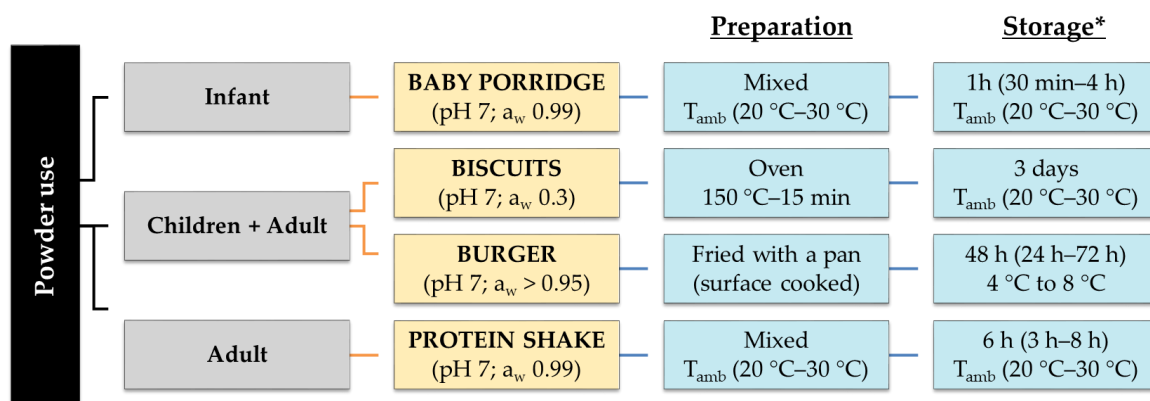 Preparation
Storage*
Powder use
Infant
BABY PORRIDGE
(pH 7; aw 0.99)
Mixed
Tamb (20 °C–30 °C)
1h (30 min–4 h)
Tamb (20 °C–30 °C)
Children + Adult
BISCUITS
(pH 7; aw 0.3)
Oven
150 °C–15 min
3 days
Tamb (20 °C–30 °C)
BURGER
(pH 7; aw > 0.95)
Fried with a pan
(surface cooked)
48 h (24 h–72 h)
4 °C to 8 °C
Adult
PROTEIN SHAKE
(pH 7; aw 0.99)
Mixed
Tamb (20 °C–30 °C)
6 h (3 h–8 h)
Tamb (20 °C–30 °C)